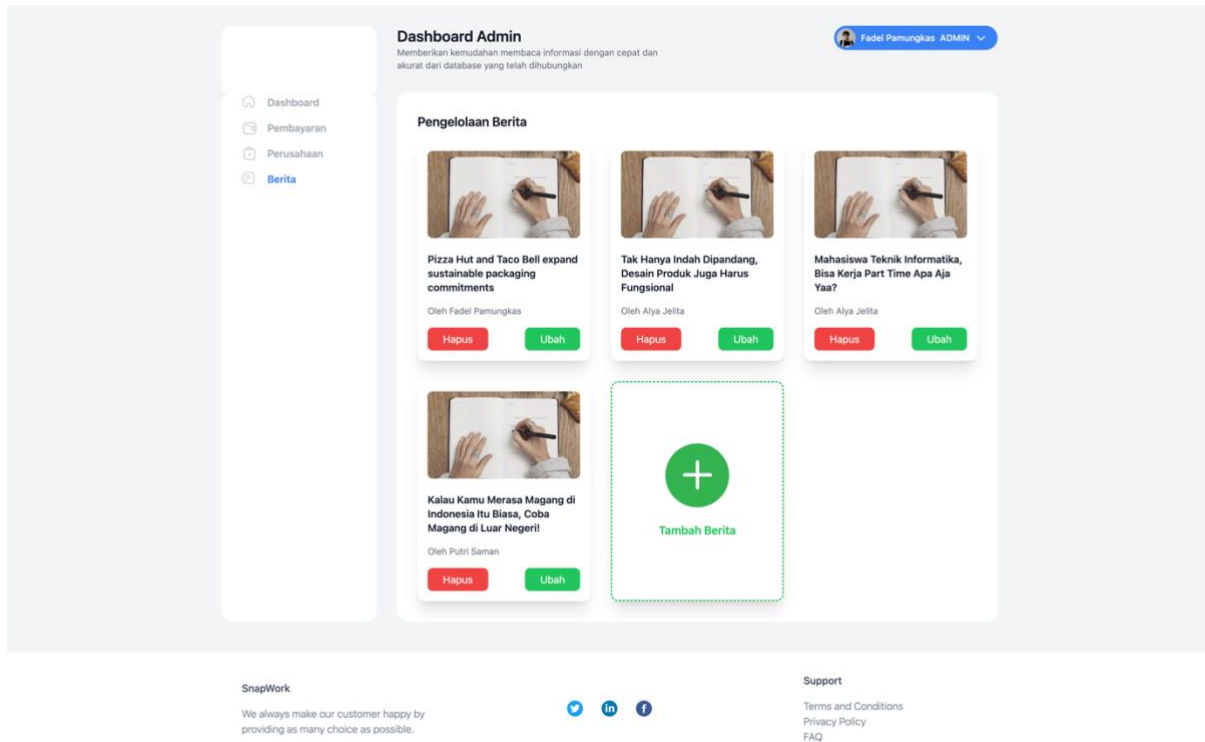 Dashboard Admin
Memberikan kemudahan membaca informasi dengan cepat dan
akurat dari database yang telah dihubungkan
Fadel Pamungkas ADMIN
Dashboard
Pembayaran
Perusahaan
Berita
Pengelolaan Berita
Pizza Hut and Taco Bell expand
sustainable packaging
commitments
Oleh Fadel Pamungkas
Hapus
Ubah
Tak Hanya Indah Dipandang,
Desain Produk Juga Harus
Fungsional
Oleh Alya Jelita
Hapus
Ubah
Mahasiswa Teknik Informatika,
Bisa Kerja Part Time Apa Aja
Yaa?
Oleh Alya Jelita
Hapus
Ubah
Kalau Kamu Merasa Magang di
Indonesia Itu Biasa, Coba
Magang di Luar Negeri!
Oleh Putri Saman
Hapus
Ubah
Tambah Berita
SnapWork
We always make our customer happy by
providing as many choice as possible.
in
f
Support
Terms and Conditions
Privacy Policy
FAQ